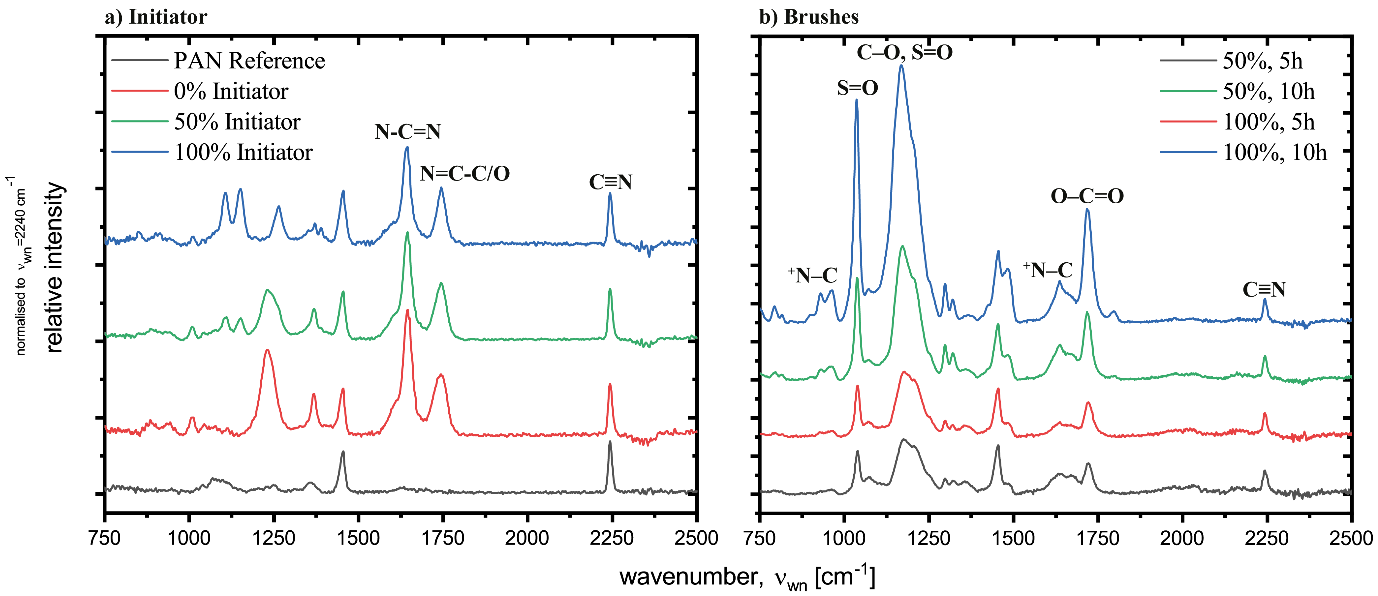 a) Initiator
PAN Reference
0% Initiator
50% Initiator
100% Initiator
N-C=N
N=C-C/O
C≡N
normalised to ν_wn=2240 cm⁻¹
relative intensity
750 1000 1250 1500 1750 2000 2250 2500
b) Brushes
50%, 5h
50%, 10h
100%, 5h
100%, 10h
C–O, S=O
S=O
O–C=O
⁺N–C
⁺N–C
C≡N
750 1000 1250 1500 1750 2000 2250 2500
wavenumber, ν_wn [cm⁻¹]